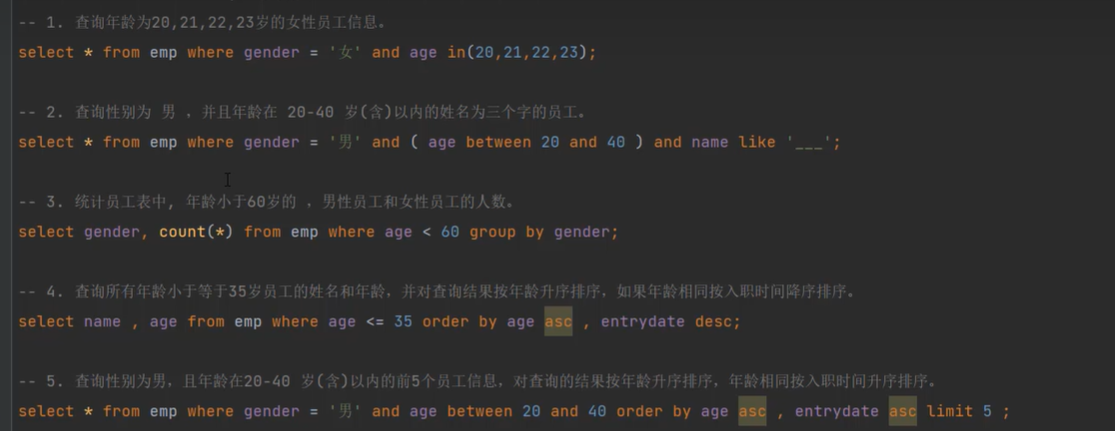 -- 1. 查询年龄为20,21,22,23岁的女性员工信息。
select * from emp where gender = '女' and age in(20,21,22,23);
-- 2. 查询性别为 男 ，并且年龄在 20-40 岁(含)以内的姓名为三个字的员工。
select * from emp where gender = '男' and ( age between 20 and 40 ) and name like '___';
-- 3. 统计员工表中, 年龄小于60岁的 ，男性员工和女性员工的人数。
select gender, count(*) from emp where age < 60 group by gender;
-- 4. 查询所有年龄小于等于35岁员工的姓名和年龄，并对查询结果按年龄升序排序，如果年龄相同按入职时间降序排序。
select name , age from emp where age <= 35 order by age asc , entrydate desc;
-- 5. 查询性别为男，且年龄在20-40 岁(含)以内的前5个员工信息，对查询的结果按年龄升序排序，年龄相同按入职时间升序排序。
select * from emp where gender = '男' and age between 20 and 40 order by age asc , entrydate asc limit 5 ;